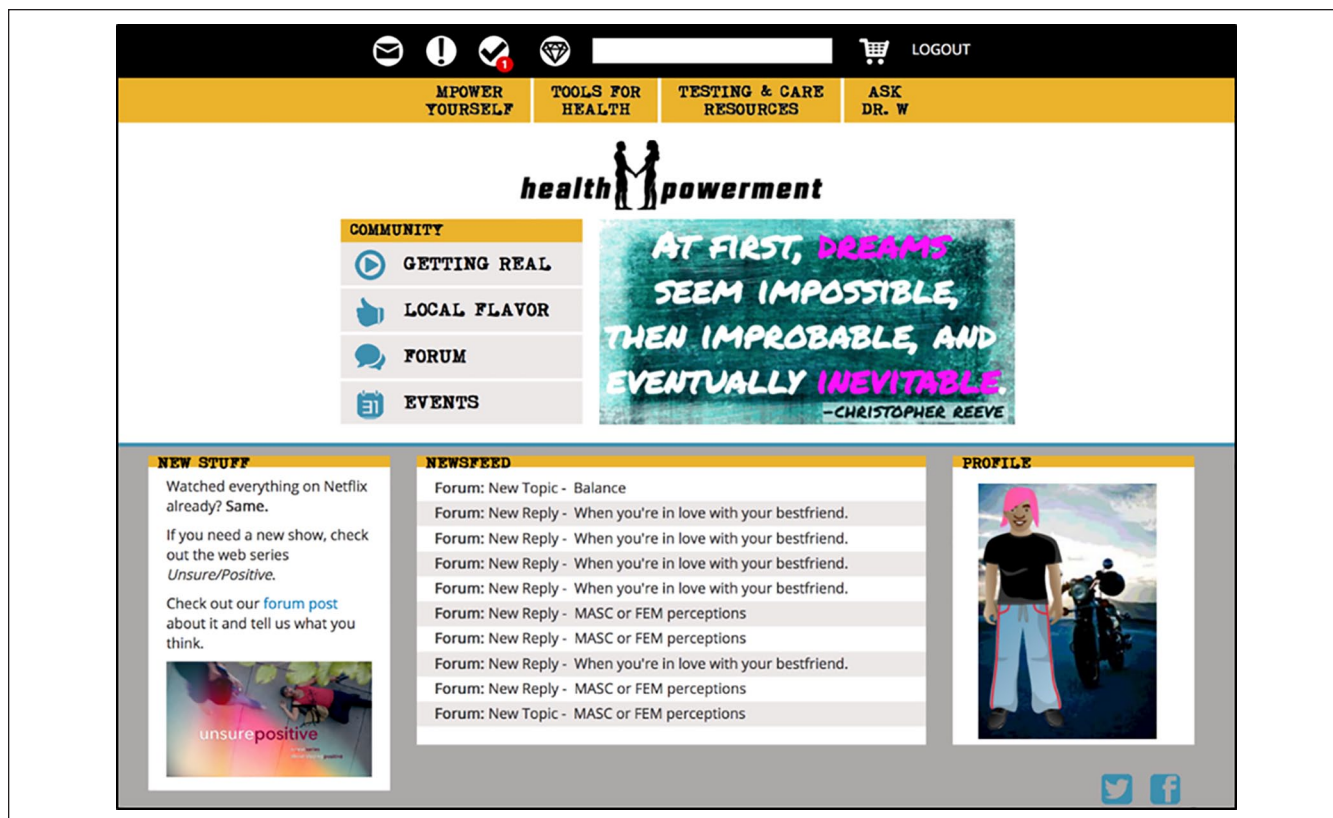 1
LOGOUT
MPOWER
YOURSELF
TOOLS FOR
HEALTH
TESTING & CARE
RESOURCES
ASK
DR. W
health powerment
COMMUNITY
GETTING REAL
LOCAL FLAVOR
FORUM
31
EVENTS
AT FIRST, DREAMS
SEEM IMPOSSIBLE,
THEN IMPROBABLE, AND
EVENTUALLY INEVITABLE.
-CHRISTOPHER REEVE
NEW STUFF
Watched everything on Netflix
already? Same.
If you need a new show, check
out the web series
Unsure/Positive.
Check out our forum post
about it and tell us what you
think.
unsurepositive
NEWSFEED
Forum: New Topic - Balance
Forum: New Reply - When you're in love with your bestfriend.
Forum: New Reply - When you're in love with your bestfriend.
Forum: New Reply - When you're in love with your bestfriend.
Forum: New Reply - When you're in love with your bestfriend.
Forum: New Reply - MASC or FEM perceptions
Forum: New Reply - MASC or FEM perceptions
Forum: New Reply - When you're in love with your bestfriend.
Forum: New Reply - MASC or FEM perceptions
Forum: New Topic - MASC or FEM perceptions
PROFILE